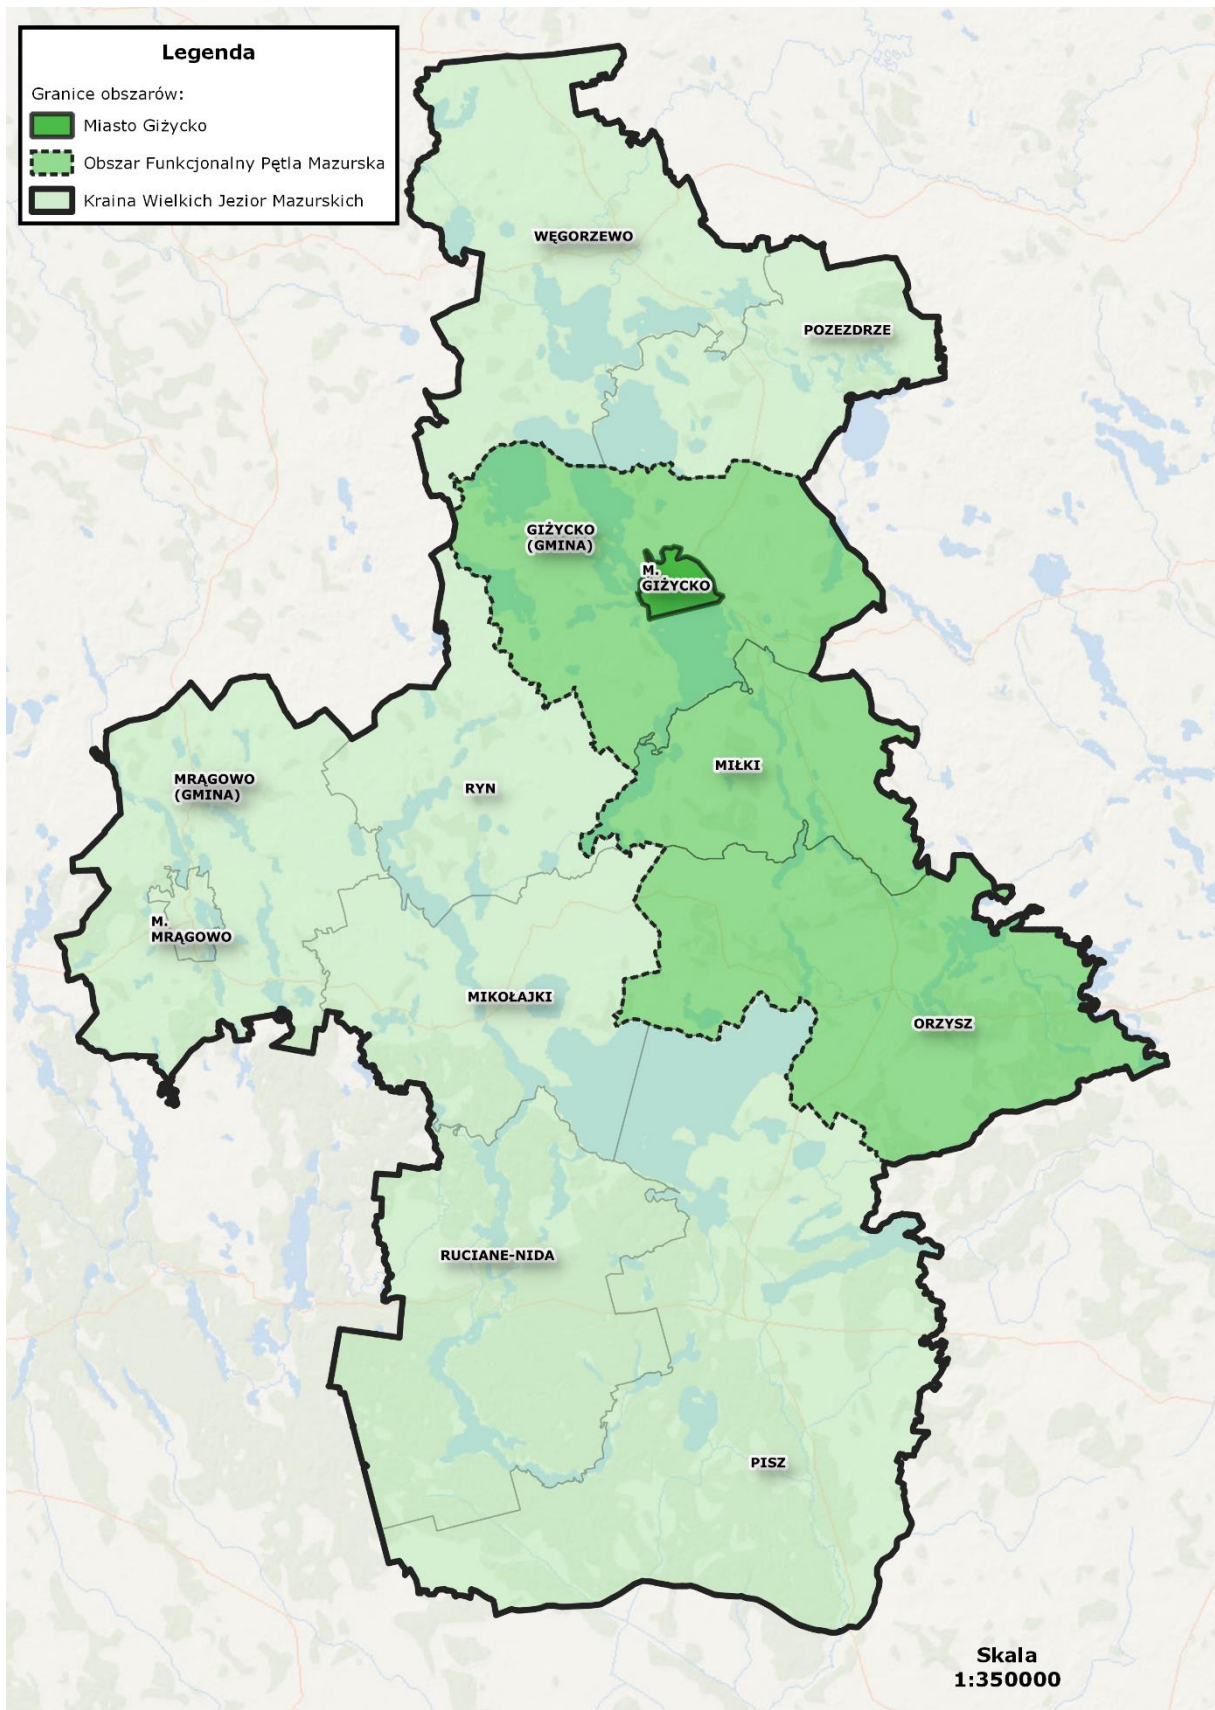 Legenda
Granice obszarów:
Miasto Giżycko
Obszar Funkcjonalny Pętla Mazurska
Kraina Wielkich Jezior Mazurskich
WĘGORZEWO
POZEZDRZE
GIŻYCKO
(GMINA)
M.
GIŻYCKO
MIŁKI
MRĄGOWO
(GMINA)
RYN
M.
MRĄGOWO
MIKOŁAJKI
ORZYSZ
RUCIANE-NIDA
PISZ
Skala
1:350000